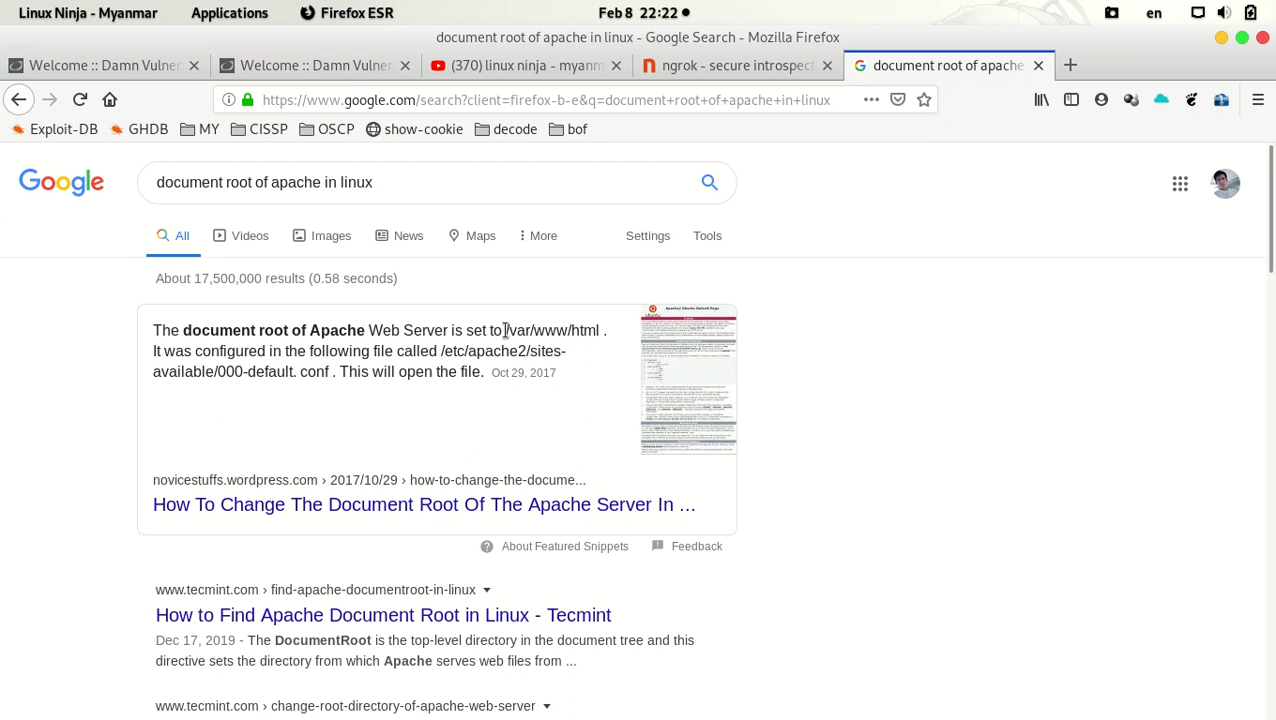 Linux Ninja - Myanmar Applications Firefox ESR Feb 8 22:22 en
document root of apache in linux - Google Search - Mozilla Firefox
Welcome :: Damn Vulner Welcome :: Damn Vulner (370) linux ninja - myanm ngrok - secure introspect document root of apache
https://www.google.com/search?client=firefox-b-e&q=document+root+of+apache+in+linux
Exploit-DB GHDB MY CISSP OSCP show-cookie decode bof
Google document root of apache in linux
All Videos Images News Maps More Settings Tools
About 17,500,000 results (0.58 seconds)
The document root of Apache Web Server is set to /var/www/html .
It was configured in the following file called /etc/apache2/sites-
available/000-default. conf . This will open the file. Oct 29, 2017
novicestuffs.wordpress.com › 2017/10/29 › how-to-change-the-docume...
How To Change The Document Root Of The Apache Server In ...
About Featured Snippets Feedback
www.tecmint.com › find-apache-documentroot-in-linux
How to Find Apache Document Root in Linux - Tecmint
Dec 17, 2019 - The DocumentRoot is the top-level directory in the document tree and this
directive sets the directory from which Apache serves web files from ...
www.tecmint.com › change-root-directory-of-apache-web-server